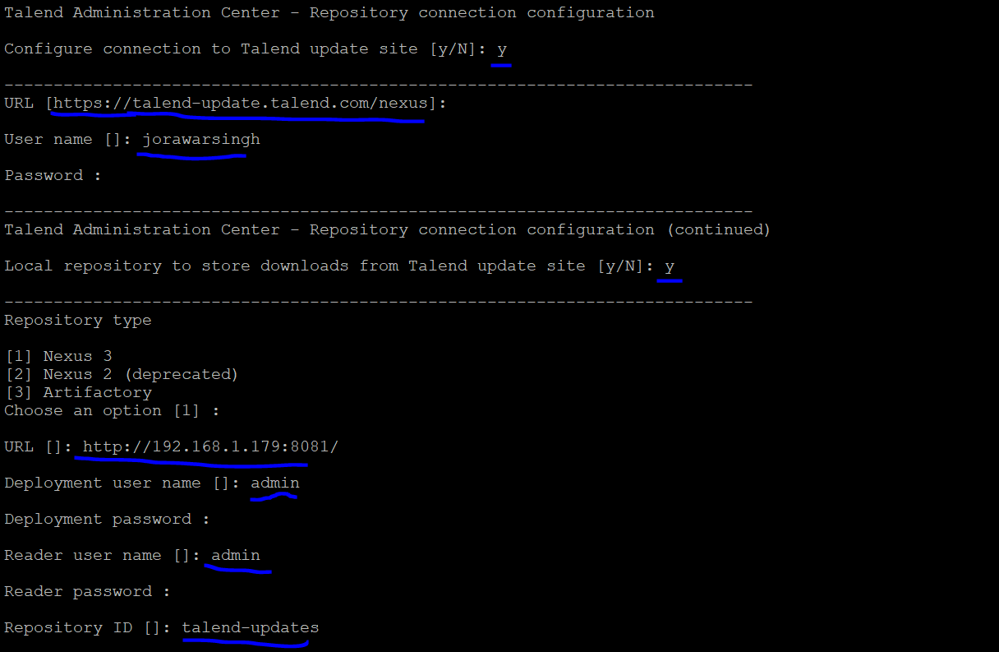 Talend Administration Center - Repository connection configuration
Configure connection to Talend update site [y/N]: y
----------------------------------------------------------------------------
URL [https://talend-update.talend.com/nexus]:
User name []: jorawarsingh
Password :
----------------------------------------------------------------------------
Talend Administration Center - Repository connection configuration (continued)
Local repository to store downloads from Talend update site [y/N]: y
----------------------------------------------------------------------------
Repository type
[1] Nexus 3
[2] Nexus 2 (deprecated)
[3] Artifactory
Choose an option [1] :
URL []: http://192.168.1.179:8081/
Deployment user name []: admin
Deployment password :
Reader user name []: admin
Reader password :
Repository ID []: talend-updates